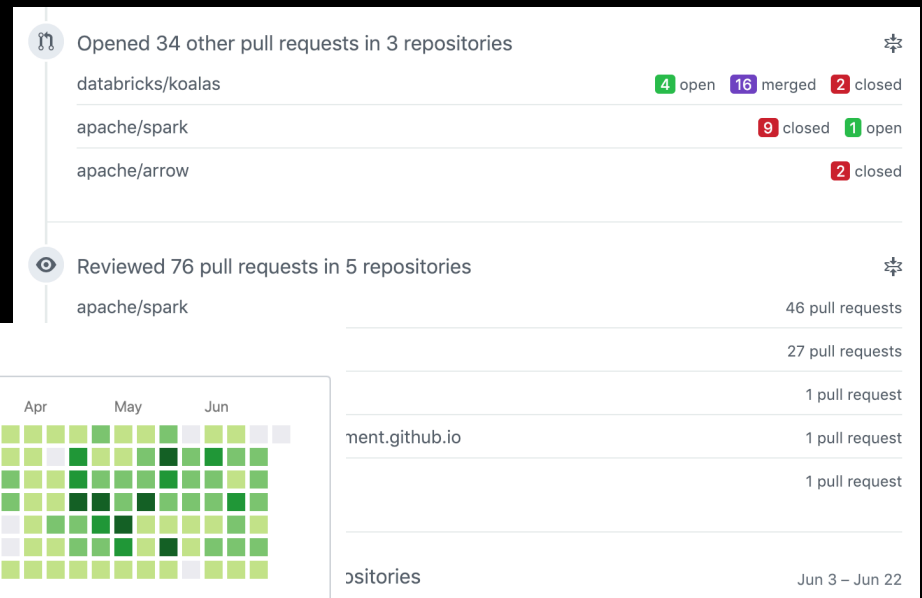 Opened 34 other pull requests in 3 repositories
databricks/koalas 4 open 16 merged 2 closed
apache/spark 9 closed 1 open
apache/arrow 2 closed
Reviewed 76 pull requests in 5 repositories
apache/spark 46 pull requests
27 pull requests
1 pull request
ment.github.io 1 pull request
1 pull request
Apr May Jun
ositories Jun 3 – Jun 22